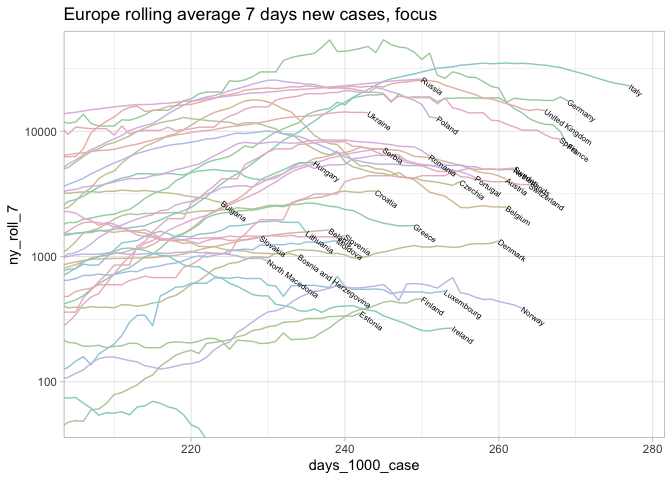 Europe rolling average 7 days new cases, focus
ny_roll_7
10000
1000
100
Italy
Russia
Germany
United Kingdom
Ukraine
Poland
Spain
France
Serbia
Romania
Hungary
Portugal
Austria
Czechia
Croatia
Belgium
Bulgaria
Greece
Lithuania
Slovenia
Slovakia
Moldova
Denmark
Bosnia and Herzegovina
North Macedonia
Luxembourg
Finland
Norway
Estonia
Ireland
220
240
260
280
days_1000_case